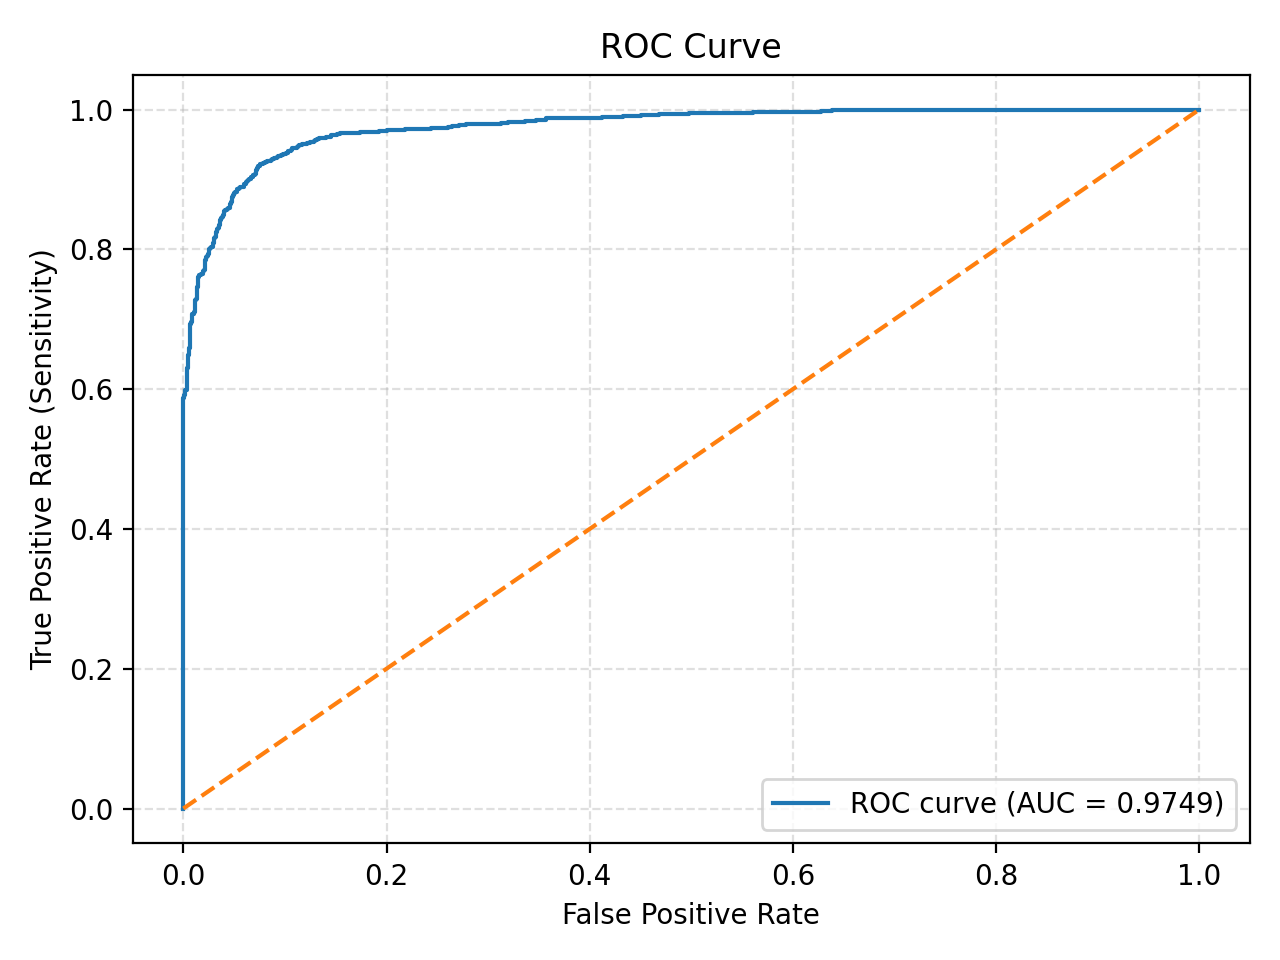 ROC Curve
True Positive Rate (Sensitivity)
1.0
0.8
0.6
0.4
0.2
0.0
ROC curve (AUC = 0.9749)
0.0 0.2 0.4 0.6 0.8 1.0
False Positive Rate